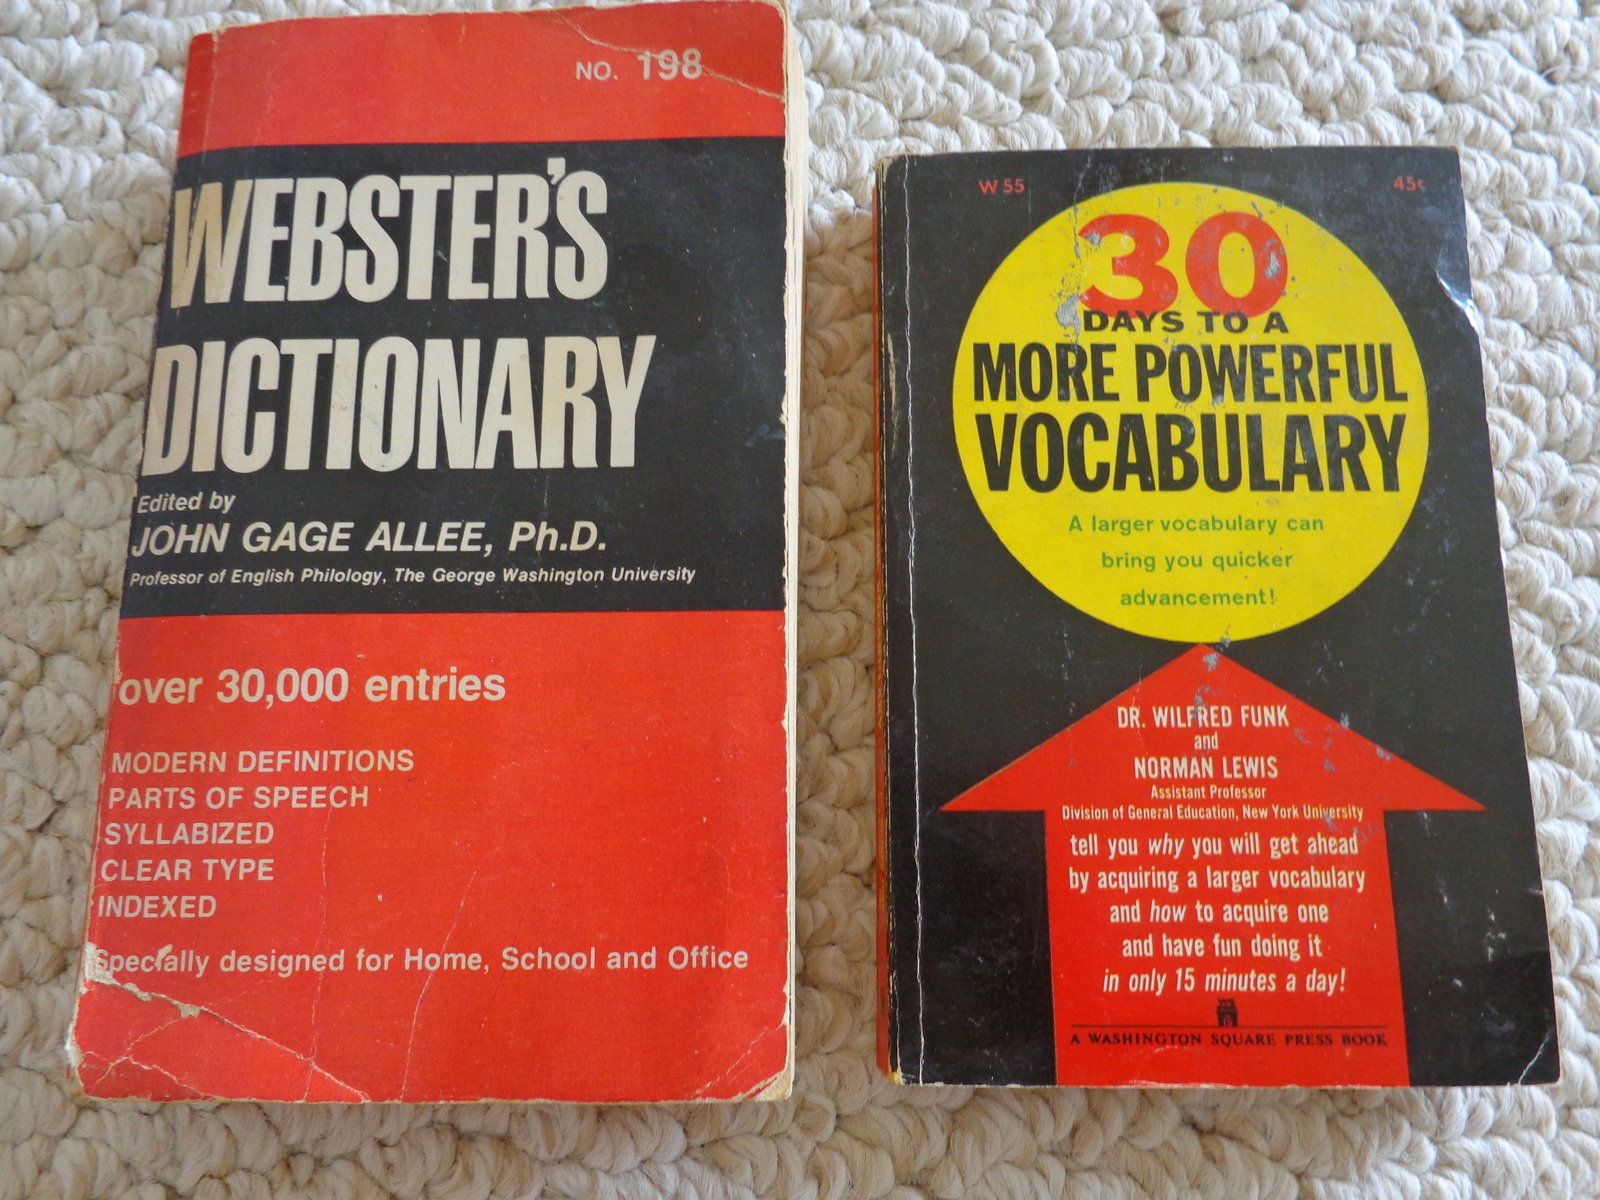 NO. 198
WEBSTER'S
DICTIONARY
Edited by
JOHN GAGE ALLEE, Ph.D.
Professor of English Philology, The George Washington University
over 30,000 entries
MODERN DEFINITIONS
PARTS OF SPEECH
SYLLABIZED
CLEAR TYPE
INDEXED
Specially designed for Home, School and Office
W 55
45¢
30
DAYS TO A
MORE POWERFUL
VOCABULARY
A larger vocabulary can
bring you quicker
advancement!
DR. WILFRED FUNK
and
NORMAN LEWIS
Assistant Professor
Division of General Education, New York University
tell you why you will get ahead
by acquiring a larger vocabulary
and how to acquire one
and have fun doing it
in only 15 minutes a day!
WS
A WASHINGTON SQUARE PRESS BOOK